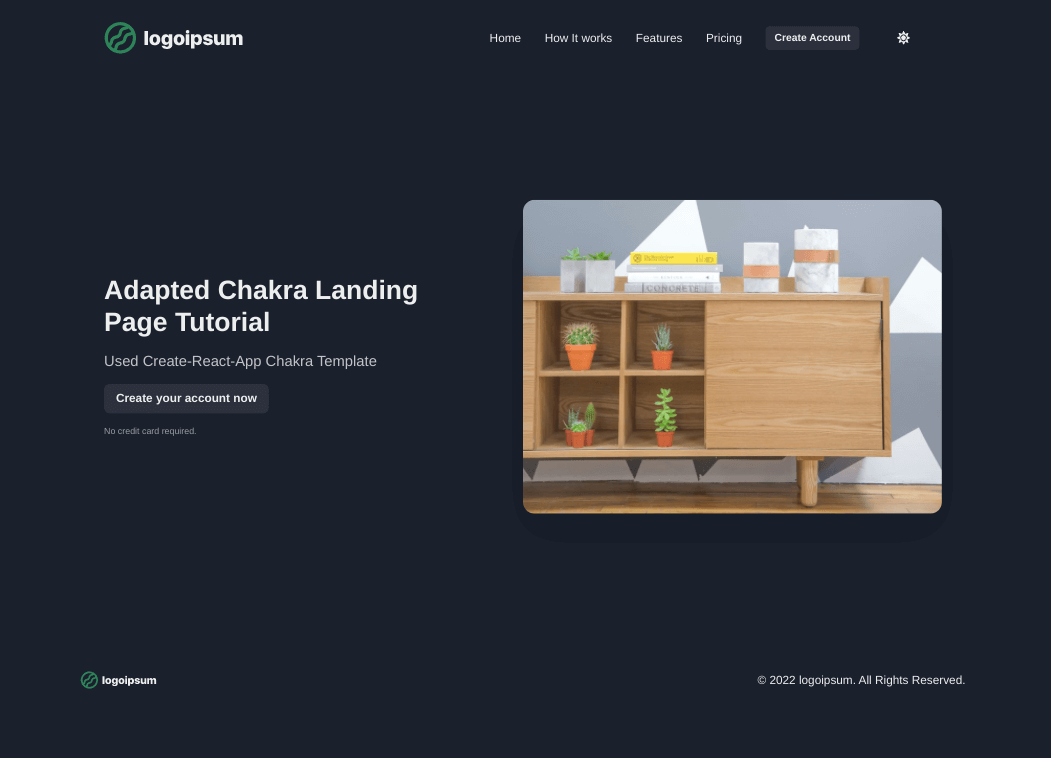 logoipsum
Home How It works Features Pricing Create Account
Adapted Chakra Landing
Page Tutorial
Used Create-React-App Chakra Template
Create your account now
No credit card required.
CONCRETE
logoipsum
© 2022 logoipsum. All Rights Reserved.